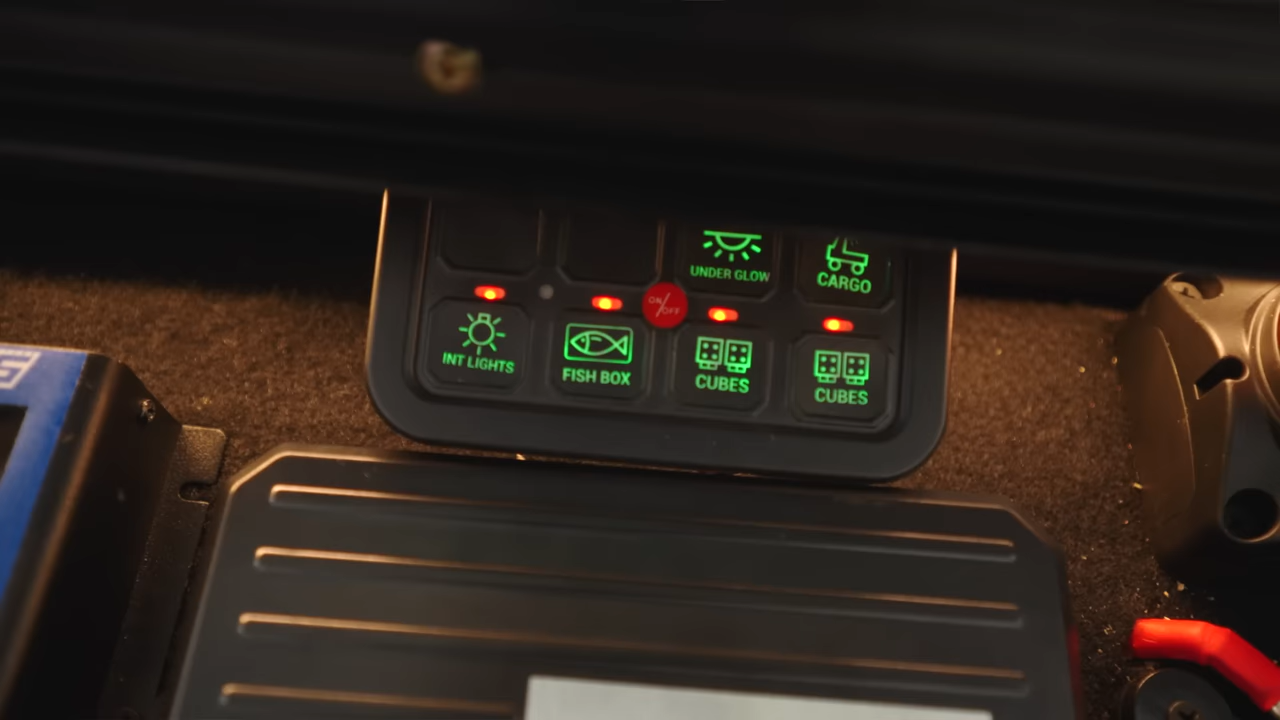 UNDER GLOW
CARGO
ON/OFF
INT LIGHTS
FISH BOX
CUBES
CUBES